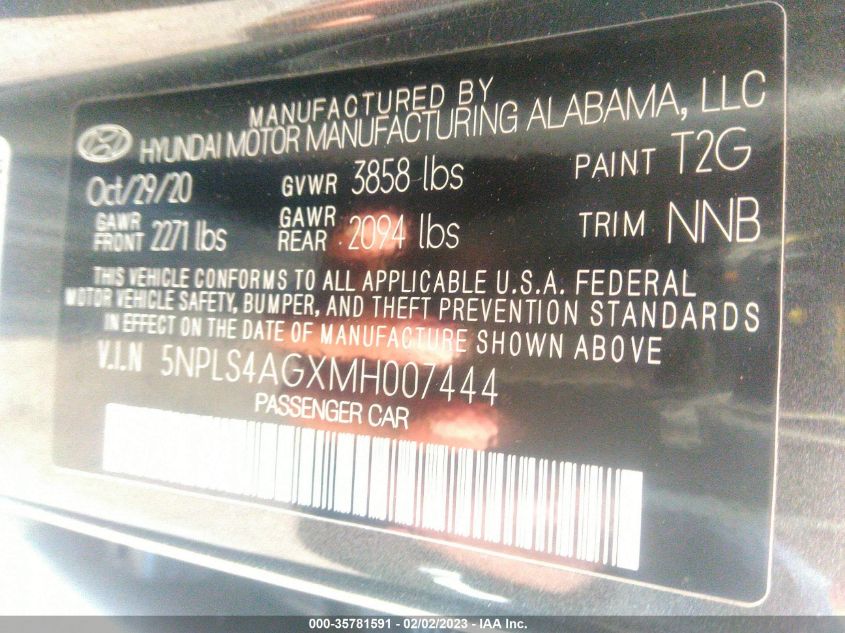 MANUFACTURED BY
HYUNDAI MOTOR MANUFACTURING ALABAMA, LLC
Oct/29/20 GVWR 3858 lbs PAINT T2G
GAWR FRONT 2271 lbs GAWR REAR 2094 lbs TRIM NNB
THIS VEHICLE CONFORMS TO ALL APPLICABLE U.S.A. FEDERAL
MOTOR VEHICLE SAFETY, BUMPER, AND THEFT PREVENTION STANDARDS
IN EFFECT ON THE DATE OF MANUFACTURE SHOWN ABOVE
V.I.N 5NPLS4AGXMH007444
PASSENGER CAR
000-35781591 - 02/02/2023 - IAA Inc.